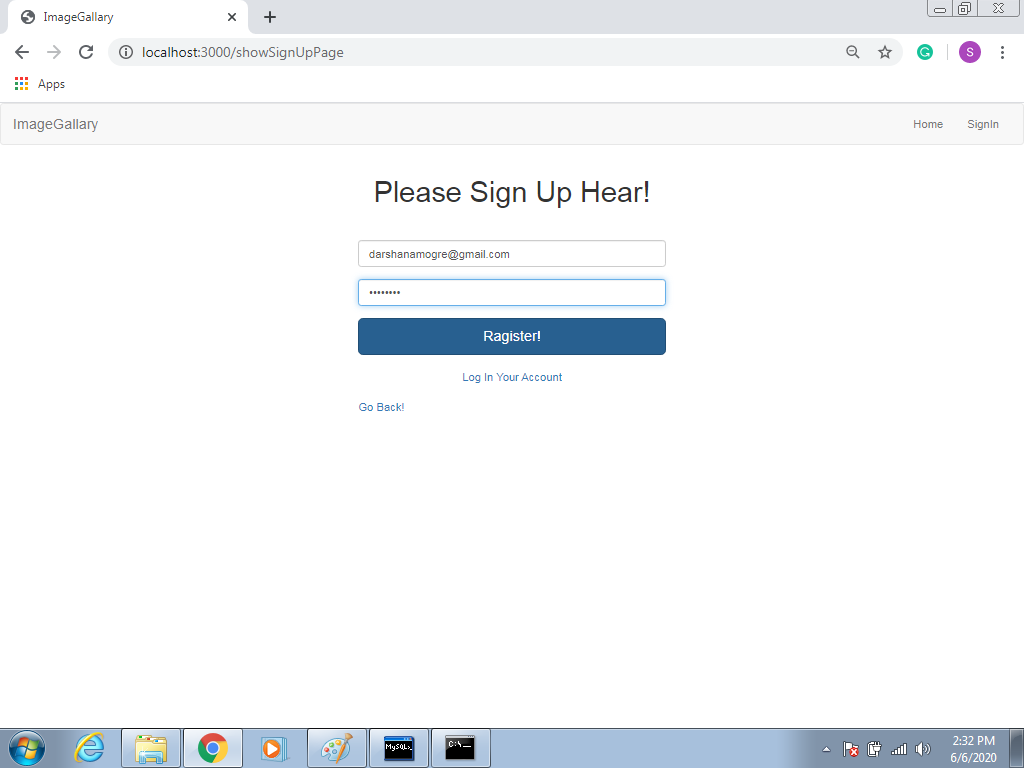 ImageGallary
localhost:3000/showSignUpPage
S
Apps
ImageGallary Home SignIn
Please Sign Up Hear!
darshanamogre@gmail.com
••••••••
Ragister!
Log In Your Account
Go Back!
MySQL>
C:\
2:32 PM
6/6/2020